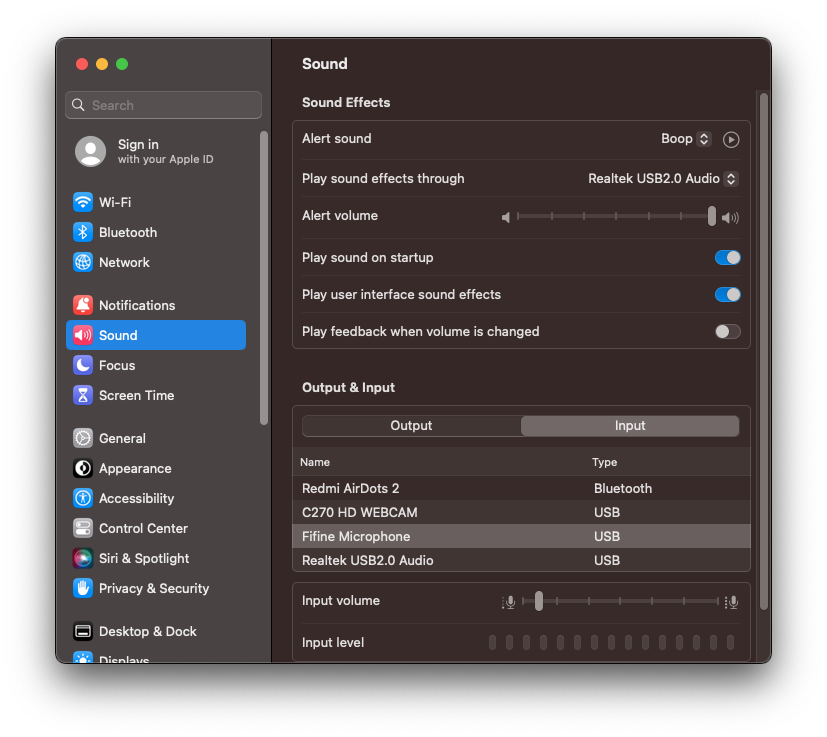 Search
Sign in
with your Apple ID
Wi-Fi
Bluetooth
Network
Notifications
Sound
Focus
Screen Time
General
Appearance
Accessibility
Control Center
Siri & Spotlight
Privacy & Security
Desktop & Dock
Displays
Sound
Sound Effects
Alert sound Boop
Play sound effects through Realtek USB2.0 Audio
Alert volume
Play sound on startup
Play user interface sound effects
Play feedback when volume is changed
Output & Input
Output Input
Name Type
Redmi AirDots 2 Bluetooth
C270 HD WEBCAM USB
Fifine Microphone USB
Realtek USB2.0 Audio USB
Input volume
Input level